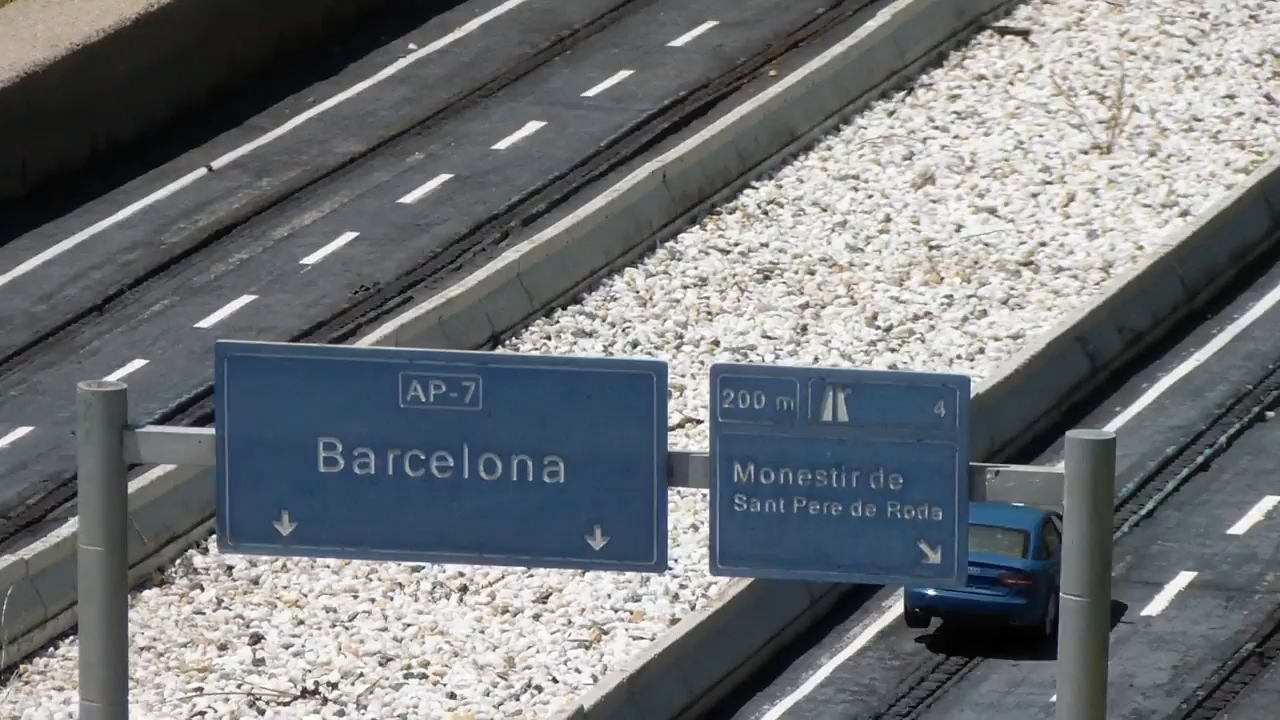 AP-7
Barcelona
200 m 4
Monestir de
Sant Pere de Roda